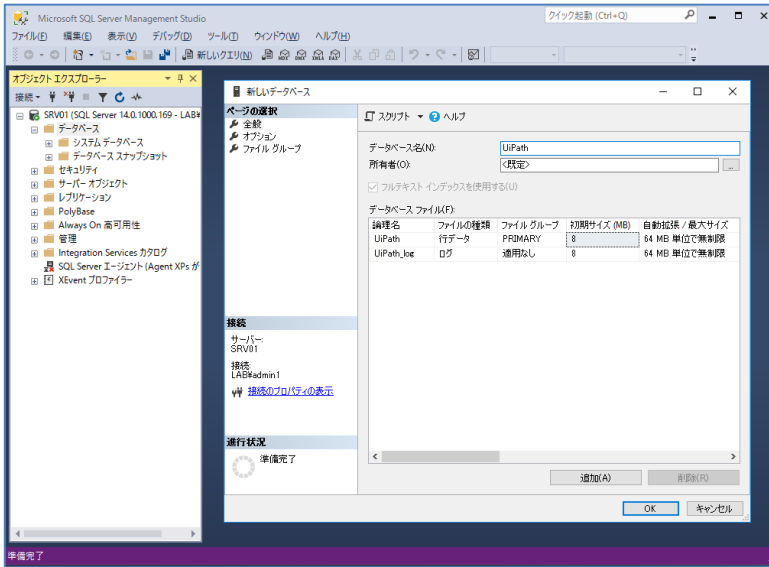 Microsoft SQL Server Management Studio
クイック起動 (Ctrl+Q)
ファイル(F) 編集(E) 表示(V) デバッグ(D) ツール(T) ウィンドウ(W) ヘルプ(H)
新しいクエリ(N)
オブジェクト エクスプローラー
接続
SRV01 (SQL Server 14.0.1000.169 - LAB¥
データベース
システム データベース
データベース スナップショット
セキュリティ
サーバー オブジェクト
レプリケーション
PolyBase
Always On 高可用性
管理
Integration Services カタログ
SQL Server エージェント (Agent XPs が
XEvent プロファイラー
新しいデータベース
ページの選択
全般
オプション
ファイル グループ
スクリプト ヘルプ
データベース名(N): UiPath
所有者(O): <既定> ...
フルテキスト インデックスを使用する(U)
データベース ファイル(F):
論理名 ファイルの種類 ファイル グループ 初期サイズ (MB) 自動拡張 / 最大サイズ
UiPath 行データ PRIMARY 8 64 MB 単位で無制限
UiPath_log ログ 適用なし 8 64 MB 単位で無制限
接続
サーバー:
SRV01
接続:
LAB¥admin1
接続のプロパティの表示
進行状況
準備完了
追加(A) 削除(R)
OK キャンセル
準備完了